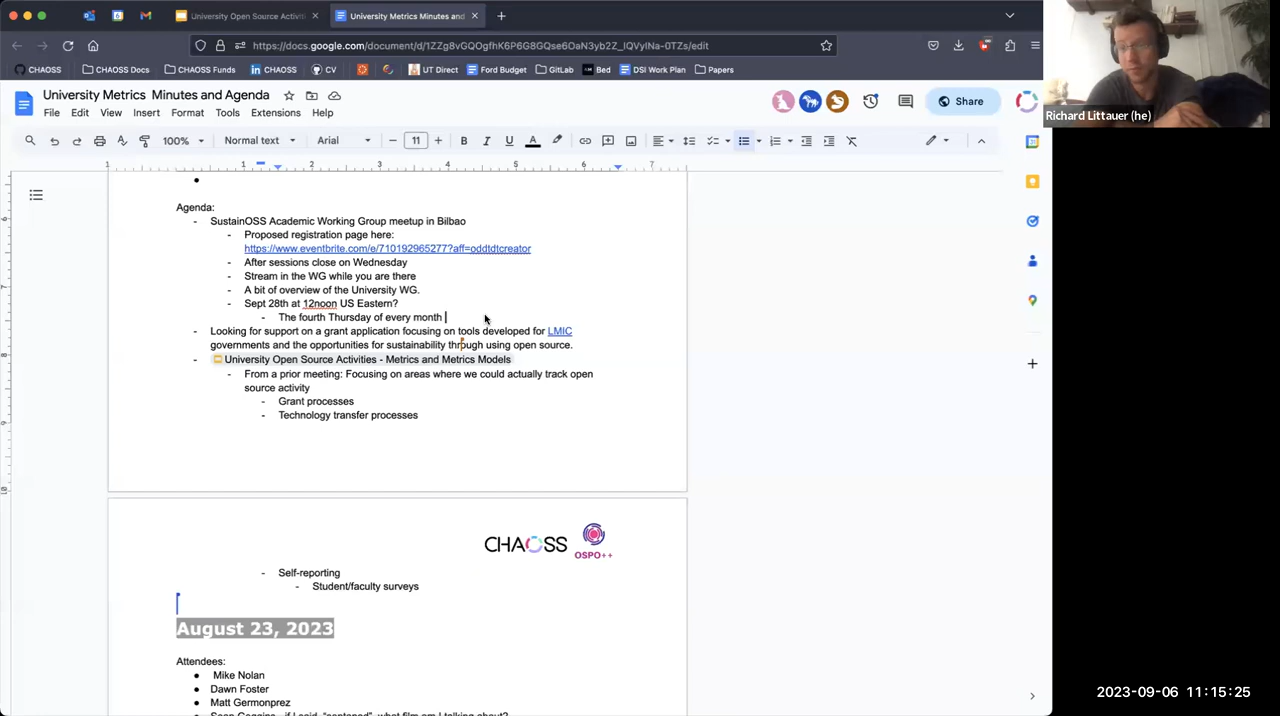 University Open Source Activiti
University Metrics Minutes and
https://docs.google.com/document/d/1ZZg8vGQOgfhK6P6G8GQse6OaN3yb2Z_IQVyINa-0TZs/edit
CHAOSS
CHAOSS Docs
CHAOSS Funds
CHAOSS
CV
UT Direct
Ford Budget
GitLab
Bed
DSI Work Plan
Papers
Richard Littauer (he)
University Metrics Minutes and Agenda
File Edit View Insert Format Tools Extensions Help
Share
100% Normal text Arial 11
1 1 2 3 4 5 6 7
Agenda:
- SustainOSS Academic Working Group meetup in Bilbao
- Proposed registration page here:
https://www.eventbrite.com/e/710192965277?aff=oddtdtcreator
- After sessions close on Wednesday
- Stream in the WG while you are there
- A bit of overview of the University WG.
- Sept 28th at 12noon US Eastern?
- The fourth Thursday of every month
- Looking for support on a grant application focusing on tools developed for LMIC
governments and the opportunities for sustainability through using open source.
- University Open Source Activities - Metrics and Metrics Models
- From a prior meeting: Focusing on areas where we could actually track open
source activity
- Grant processes
- Technology transfer processes
CHAOSS
OSPO++
- Self-reporting
- Student/faculty surveys
August 23, 2023
Attendees:
● Mike Nolan
● Dawn Foster
● Matt Germonprez
2023-09-06 11:15:25